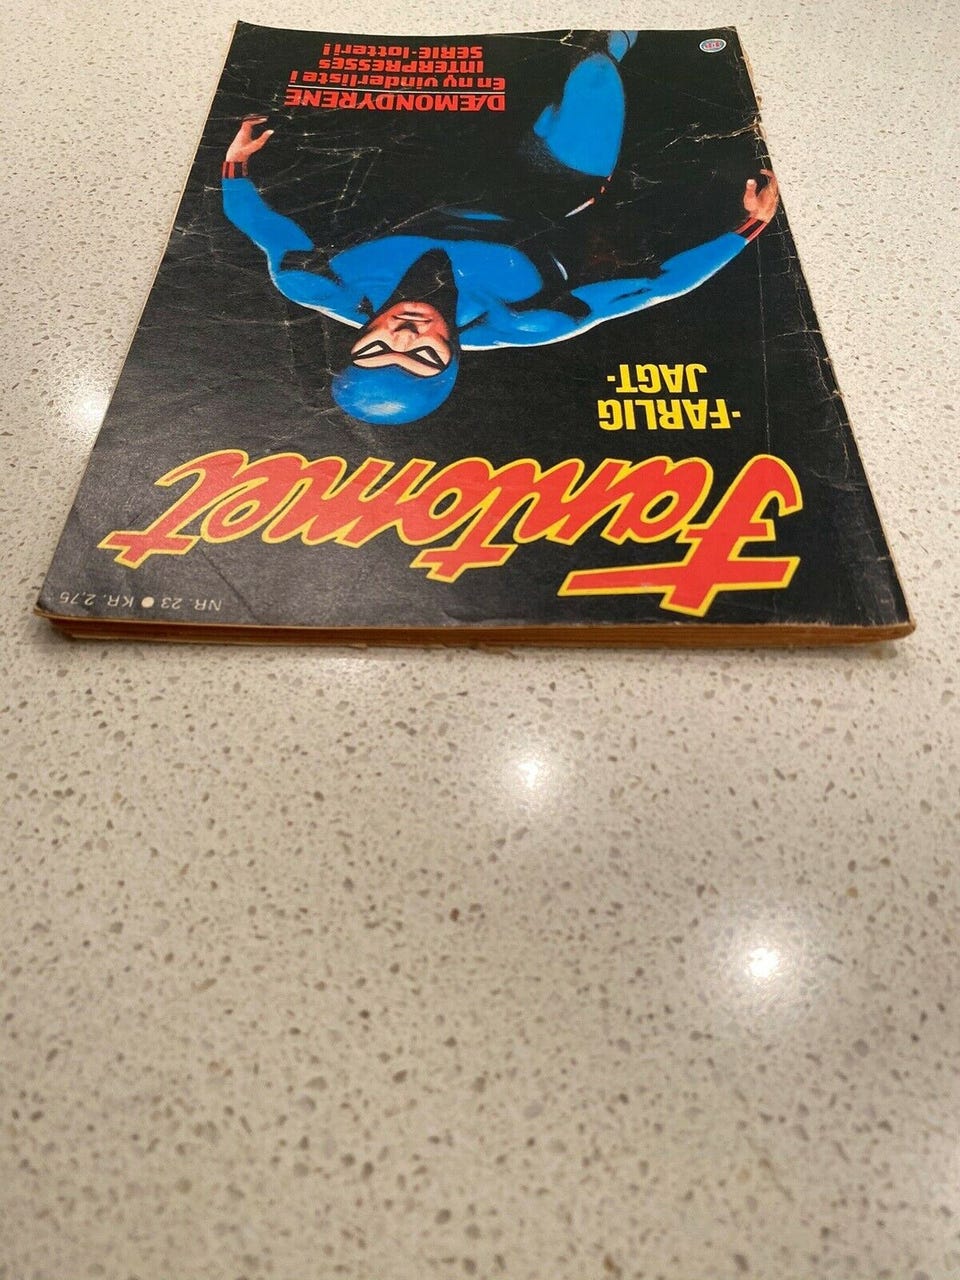 NR. 23 ● KR. 2.75
Fantomet
·FARLIG
JAGT·
DÆMONDYRENE
En ny vinderliste i
INTERPRESSES
SERIE-lotteri!